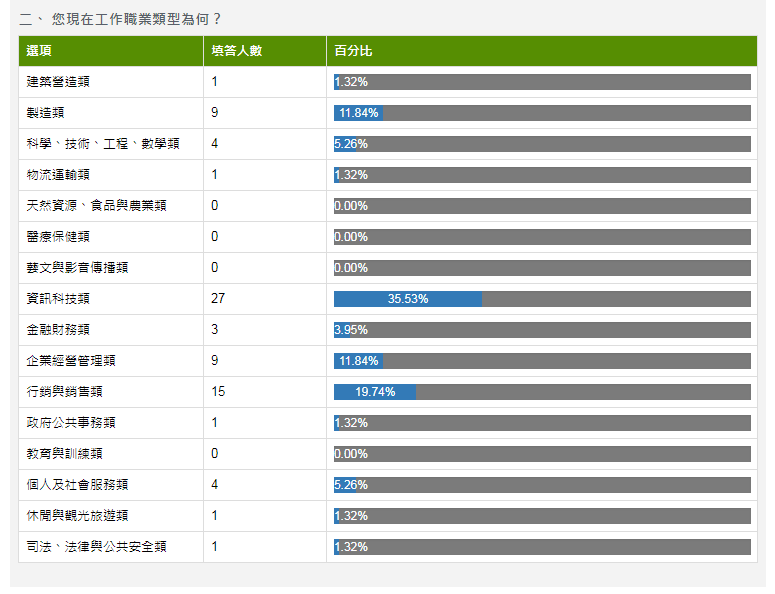 二、 您現在工作職業類型為何？
選項 填答人數 百分比
建築營造類 1 1.32%
製造類 9 11.84%
科學、技術、工程、數學類 4 5.26%
物流運輸類 1 1.32%
天然資源、食品與農業類 0 0.00%
醫療保健類 0 0.00%
藝文與影音傳播類 0 0.00%
資訊科技類 27 35.53%
金融財務類 3 3.95%
企業經營管理類 9 11.84%
行銷與銷售類 15 19.74%
政府公共事務類 1 1.32%
教育與訓練類 0 0.00%
個人及社會服務類 4 5.26%
休閒與觀光旅遊類 1 1.32%
司法、法律與公共安全類 1 1.32%